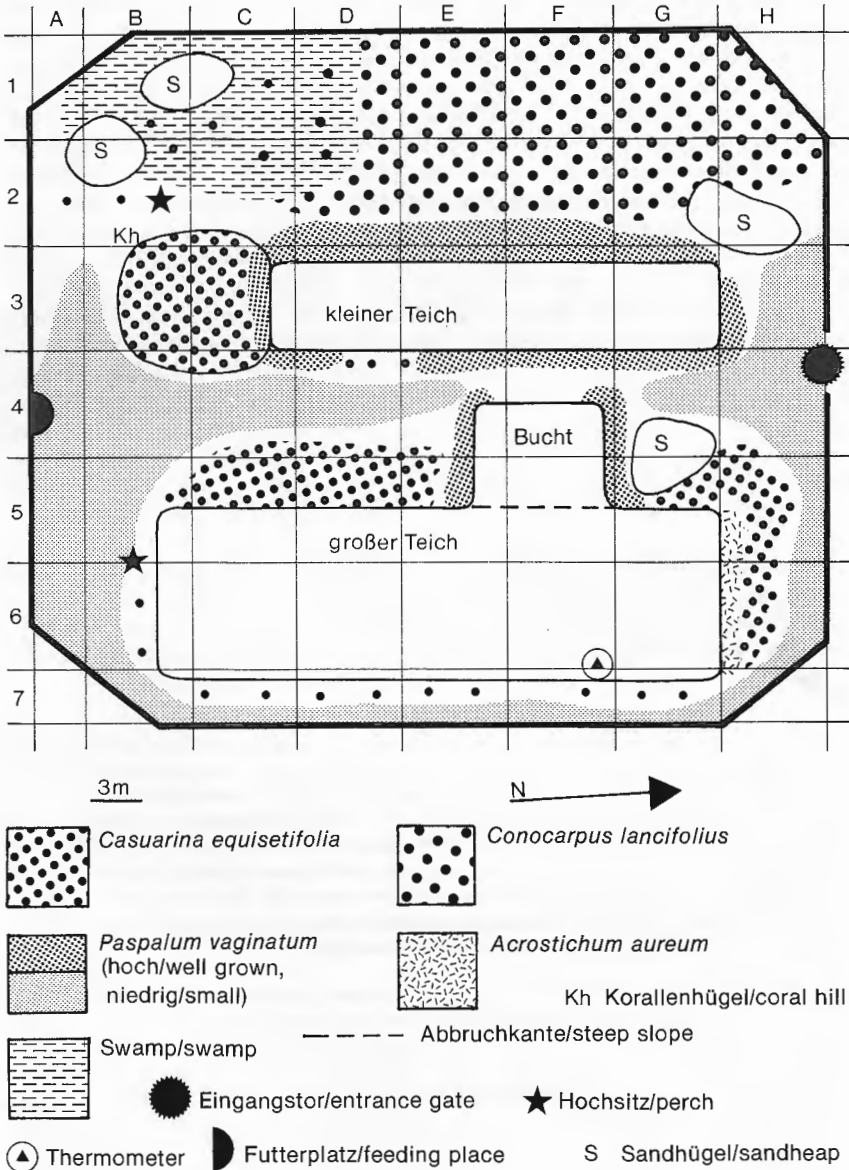 A B C D E F G H
1
S
S
2
S
Kh
3
kleiner Teich
4
Bucht
S
5
großer Teich
6
7
3m
N
Casuarina equisetifolia
Conocarpus lancifolius
Paspalum vaginatum
(hoch/well grown,
niedrig/small)
Acrostichum aureum
Kh Korallenhügel/coral hill
Abbruchkante/steep slope
Swamp/swamp
Eingangstor/entrance gate
Hochsitz/perch
Thermometer
Futterplatz/feeding place
S Sandhügel/sandheap